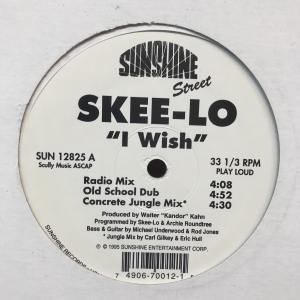 SUNSHINE
Street
SKEE-LO
"I Wish"
SUN 12825 A
Scully Music ASCAP
33 1/3 RPM
PLAY LOUD
Radio Mix 4:08
Old School Dub 4:52
Concrete Jungle Mix* 4:30
Produced by Walter "Kandor" Kahn
Programmed by Skee-Lo & Archie Roundtree
Bass & Guitar by Michael Underwood & Rod Jones
* Jungle Mix by Carl Gilkey & Eric Hull
© 1995 SUNSHINE ENTERTAINMENT CORP.
7 4906-70012-1